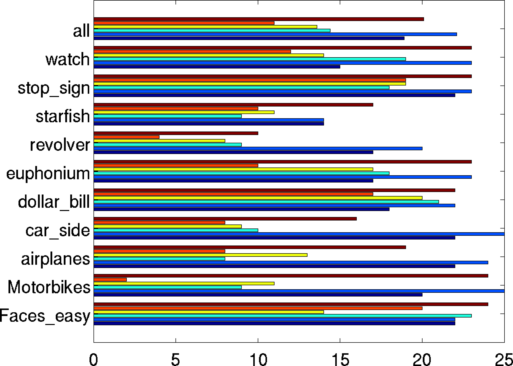 all
watch
stop_sign
starfish
revolver
euphonium
dollar_bill
car_side
airplanes
Motorbikes
Faces_easy
0 5 10 15 20 25